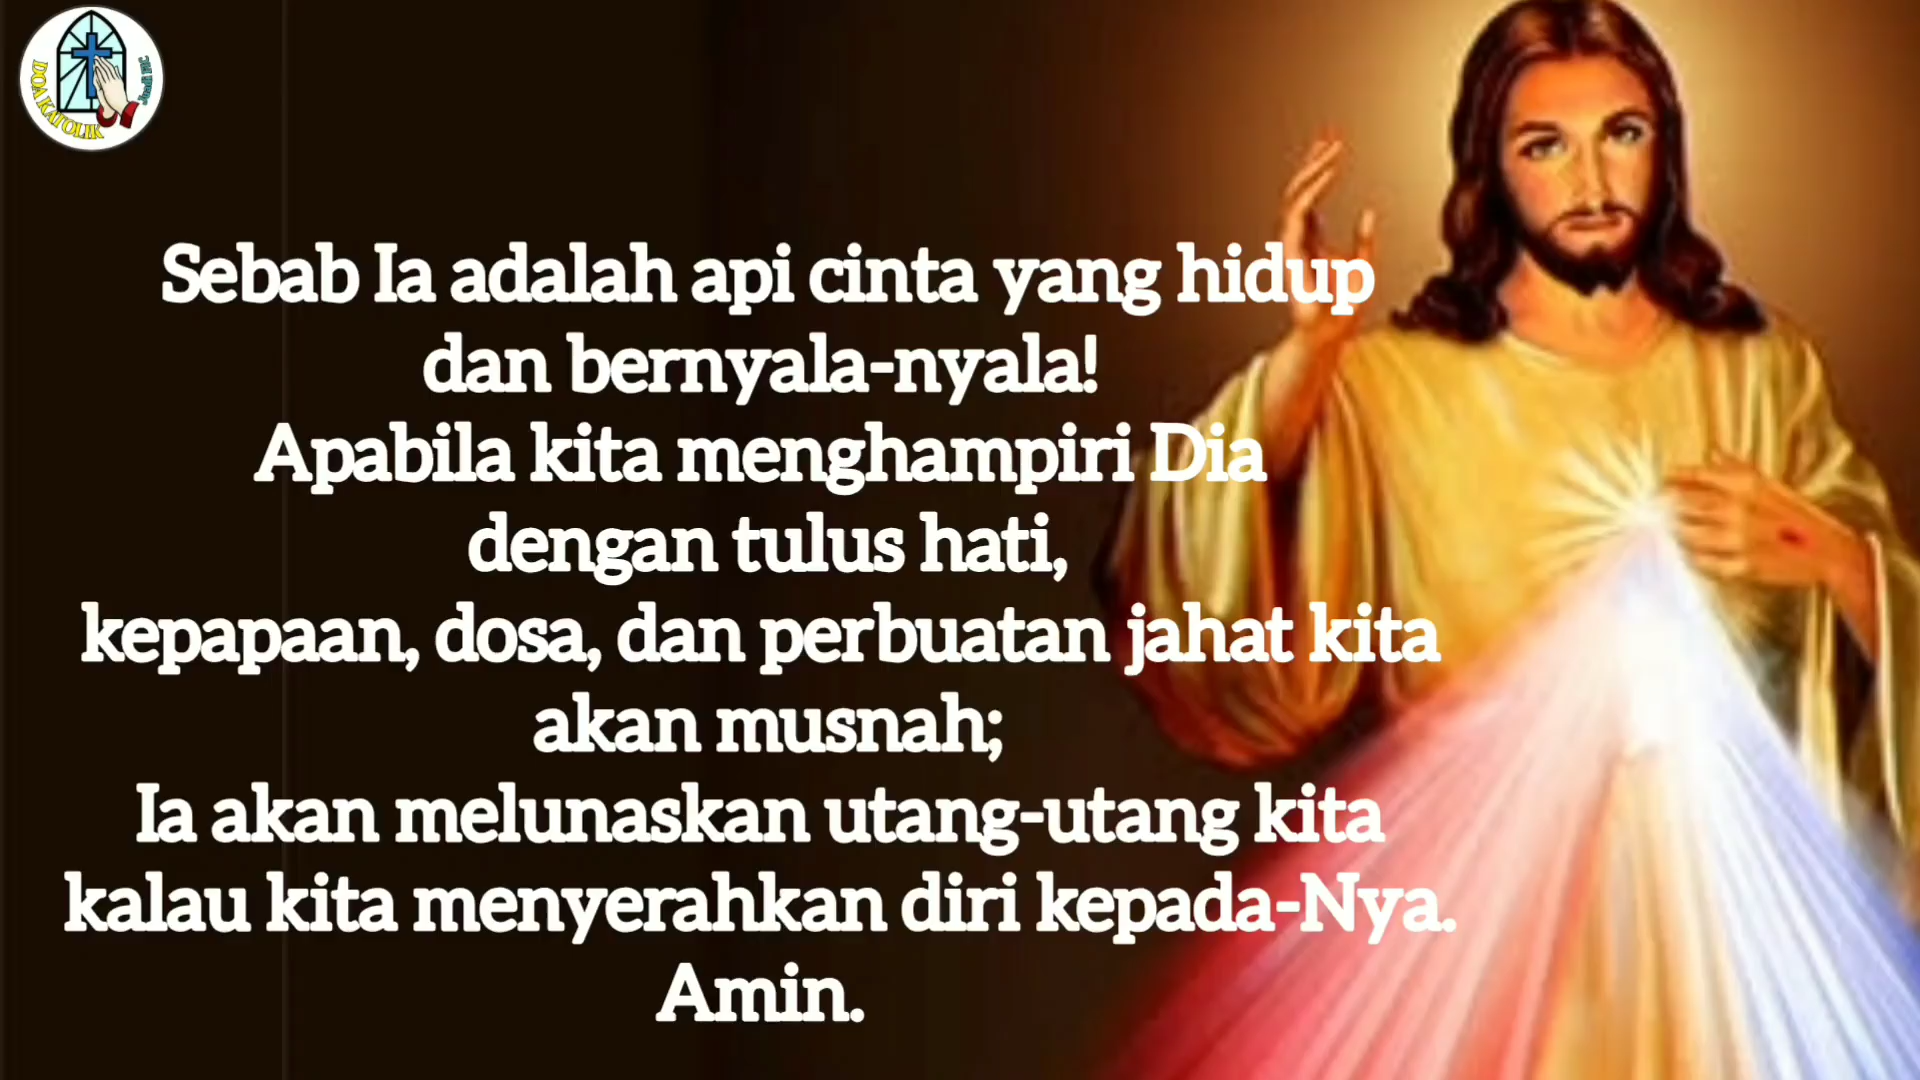 DOA KATOLIK
Sebab Ia adalah api cinta yang hidup
dan bernyala-nyala!
Apabila kita menghampiri Dia
dengan tulus hati,
kepapaan, dosa, dan perbuatan jahat kita
akan musnah;
Ia akan melunaskan utang-utang kita
kalau kita menyerahkan diri kepada-Nya.
Amin.